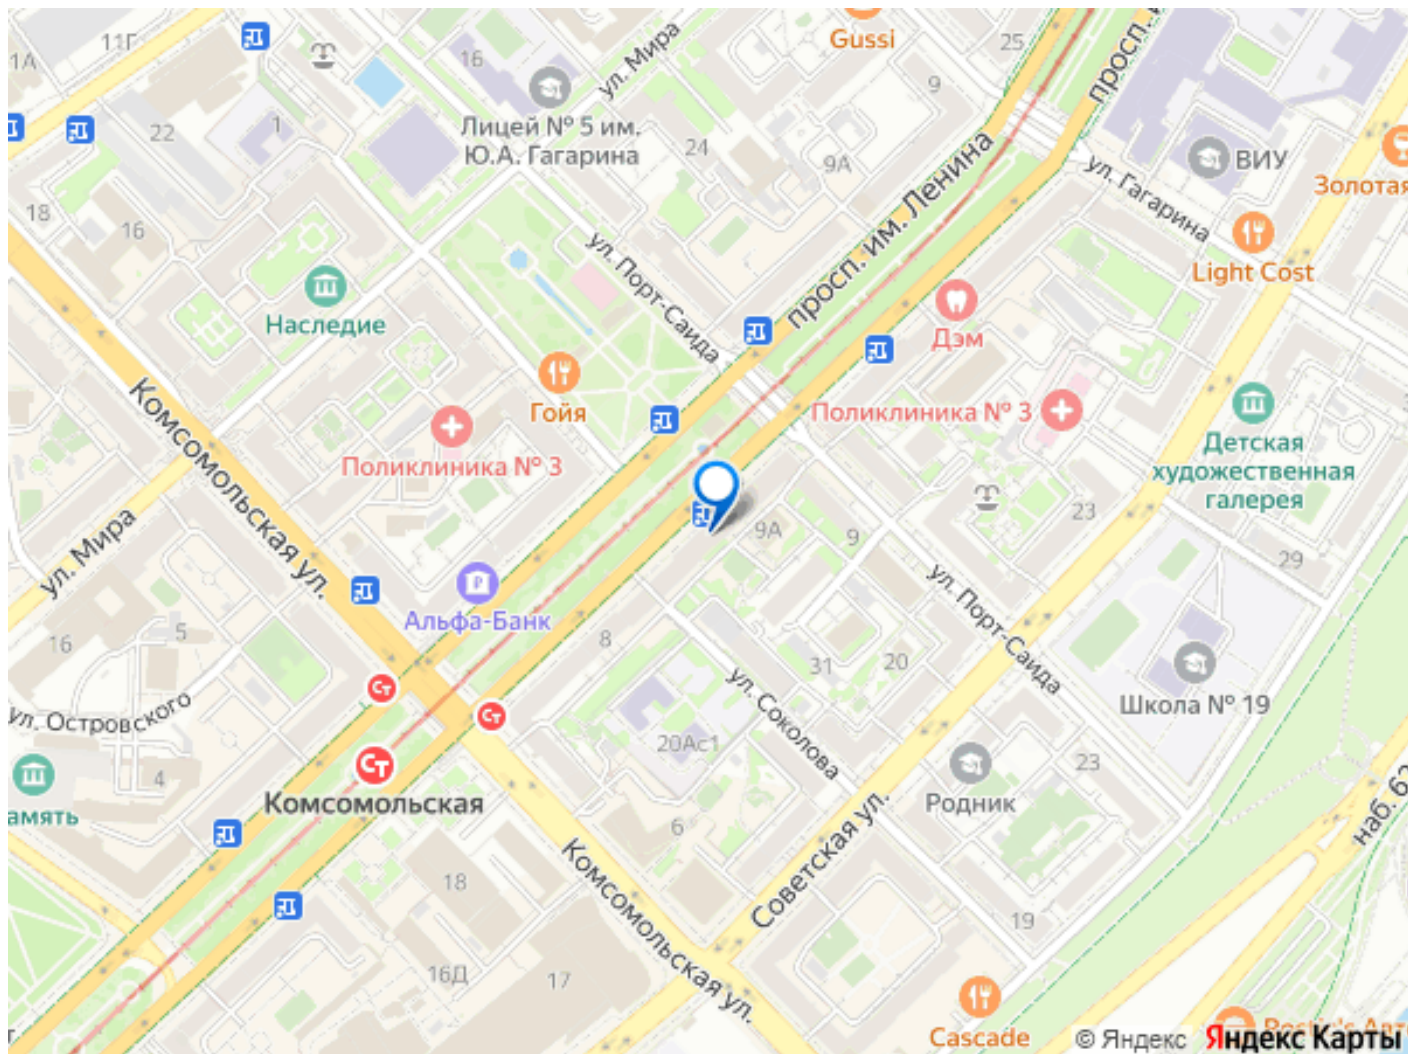 11Г
1А
16
ул. Мира
Gussi
25
просп.
9
22
1
Лицей № 5 им.
Ю.А. Гагарина
24
9А
просп. им. Ленина
ВИУ
ул. Гагарина
Золотая
18
16
ул. Порт-Саида
Light Cost
Наследие
Дэм
Комсомольская ул.
Гойя
Поликлиника № 3
Поликлиника № 3
Детская
художественная
галерея
ул. Мира
9А
9
23
29
Альфа-Банк
16
5
8
31
20
ул. Порт-Саида
ул. Соколова
ул. Островского
Школа № 19
20Ас1
4
Комсомольская
амять
Родник
23
наб. 62
6
Советская ул.
Комсомольская ул.
18
19
16Д
17
Cascade
© Яндекс
Яндекс Карты